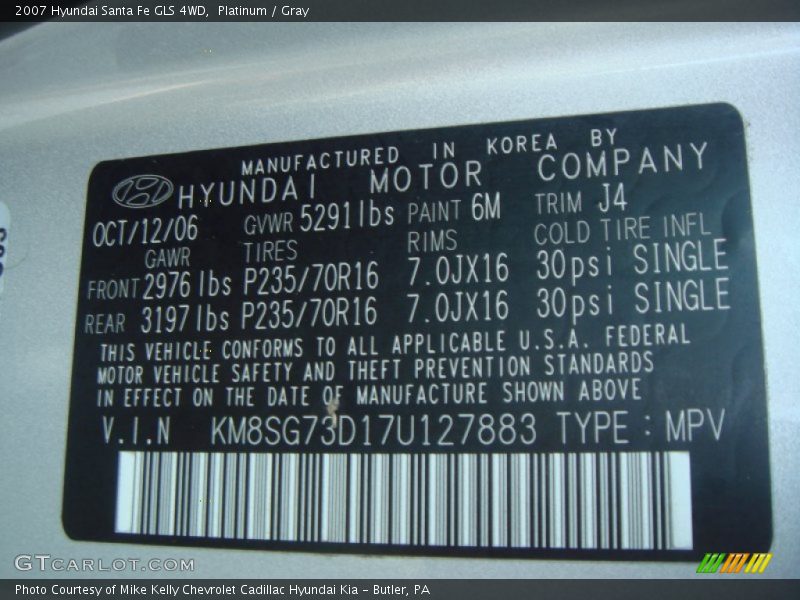 2007 Hyundai Santa Fe GLS 4WD, Platinum / Gray
MANUFACTURED IN KOREA BY
HYUNDAI MOTOR COMPANY
OCT/12/06 GVWR 5291lbs PAINT 6M TRIM J4
GAWR TIRES RIMS COLD TIRE INFL
FRONT 2976 lbs P235/70R16 7.0JX16 30psi SINGLE
REAR 3197 lbs P235/70R16 7.0JX16 30psi SINGLE
THIS VEHICLE CONFORMS TO ALL APPLICABLE U.S.A. FEDERAL
MOTOR VEHICLE SAFETY AND THEFT PREVENTION STANDARDS
IN EFFECT ON THE DATE OF MANUFACTURE SHOWN ABOVE
V.I.N KM8SG73D17U127883 TYPE : MPV
GTCARLOT.COM
Photo Courtesy of Mike Kelly Chevrolet Cadillac Hyundai Kia – Butler, PA